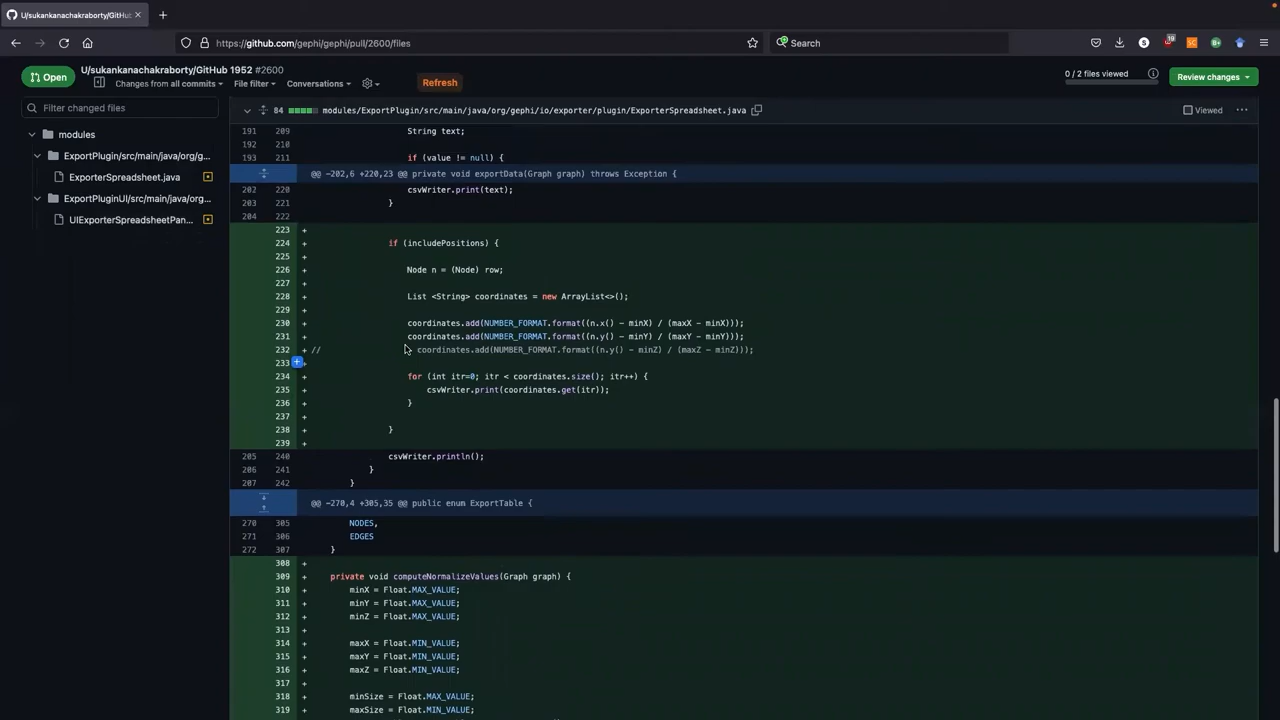 U/sukankanachakraborty/GitHub
https://github.com/gephi/gephi/pull/2600/files
Search
Open
U/sukankanachakraborty/GitHub 1952 #2600
Changes from all commits
File filter
Conversations
Refresh
0 / 2 files viewed
Review changes
Filter changed files
modules
ExportPlugin/src/main/java/org/g...
ExporterSpreadsheet.java
ExportPluginUI/src/main/java/org...
UIExporterSpreadsheetPan...
84 modules/ExportPlugin/src/main/java/org/gephi/io/exporter/plugin/ExporterSpreadsheet.java
Viewed
191 209 String text;
192 210
193 211 if (value != null) {
@@ -202,6 +220,23 @@ private void exportData(Graph graph) throws Exception {
202 220 csvWriter.print(text);
203 221 }
204 222
223 +
224 + if (includePositions) {
225 +
226 + Node n = (Node) row;
227 +
228 + List <String> coordinates = new ArrayList<>();
229 +
230 + coordinates.add(NUMBER_FORMAT.format((n.x() - minX) / (maxX - minX)));
231 + coordinates.add(NUMBER_FORMAT.format((n.y() - minY) / (maxY - minY)));
232 +// coordinates.add(NUMBER_FORMAT.format((n.y() - minZ) / (maxZ - minZ)));
233 +
234 + for (int itr=0; itr < coordinates.size(); itr++) {
235 + csvWriter.print(coordinates.get(itr));
236 + }
237 +
238 + }
239 +
205 240 csvWriter.println();
206 241 }
207 242 }
@@ -270,4 +305,35 @@ public enum ExportTable {
270 305 NODES,
271 306 EDGES
272 307 }
308 +
309 + private void computeNormalizeValues(Graph graph) {
310 + minX = Float.MAX_VALUE;
311 + minY = Float.MAX_VALUE;
312 + minZ = Float.MAX_VALUE;
313 +
314 + maxX = Float.MIN_VALUE;
315 + maxY = Float.MIN_VALUE;
316 + maxZ = Float.MIN_VALUE;
317 +
318 + minSize = Float.MAX_VALUE;
319 + maxSize = Float.MIN_VALUE;